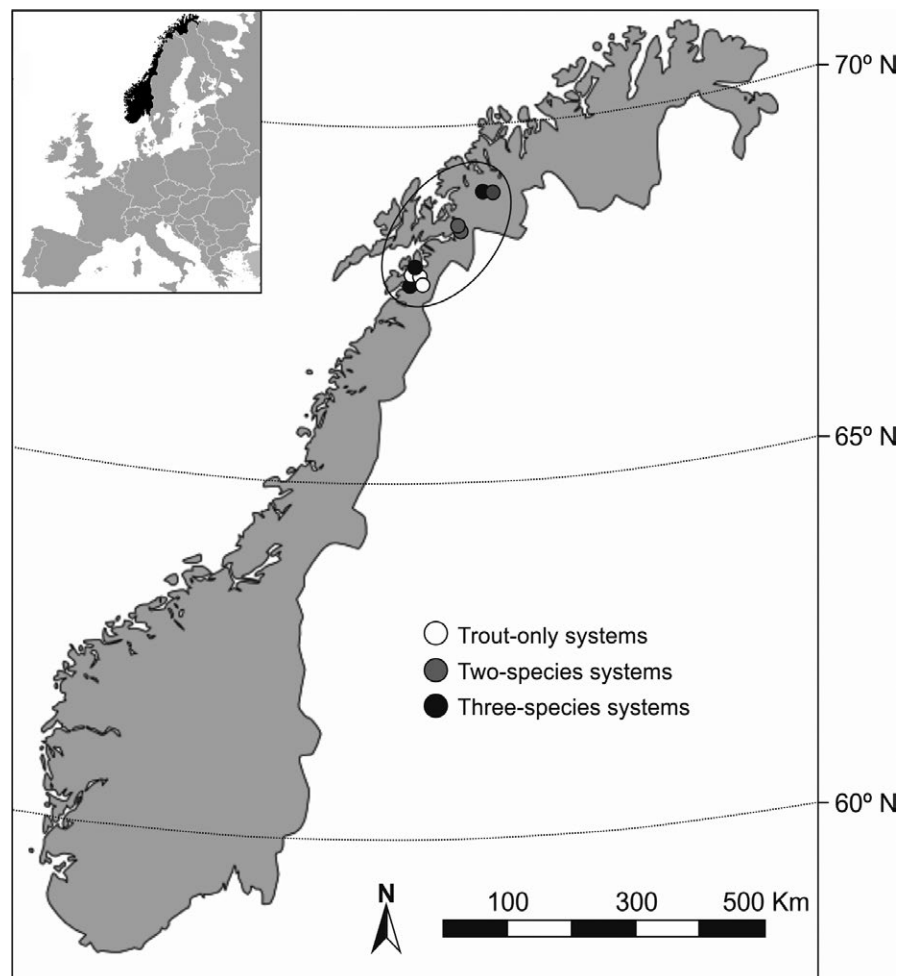 70º N
65º N
Trout-only systems
Two-species systems
Three-species systems
60º N
N
100 300 500 Km